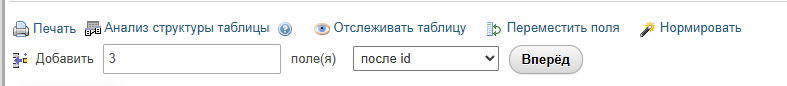 Печать Анализ структуры таблицы Отслеживать таблицу Переместить поля Нормировать
Добавить 3 поле(я) после id Вперёд